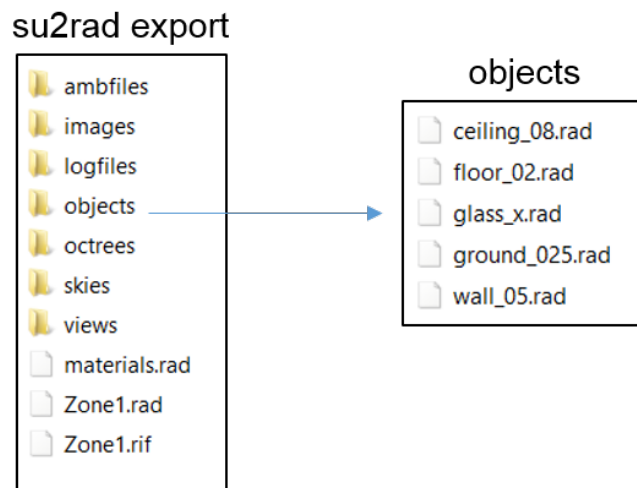 su2rad export
ambfiles
images
logfiles
objects
octrees
skies
views
materials.rad
Zone1.rad
Zone1.rif
objects
ceiling_08.rad
floor_02.rad
glass_x.rad
ground_025.rad
wall_05.rad